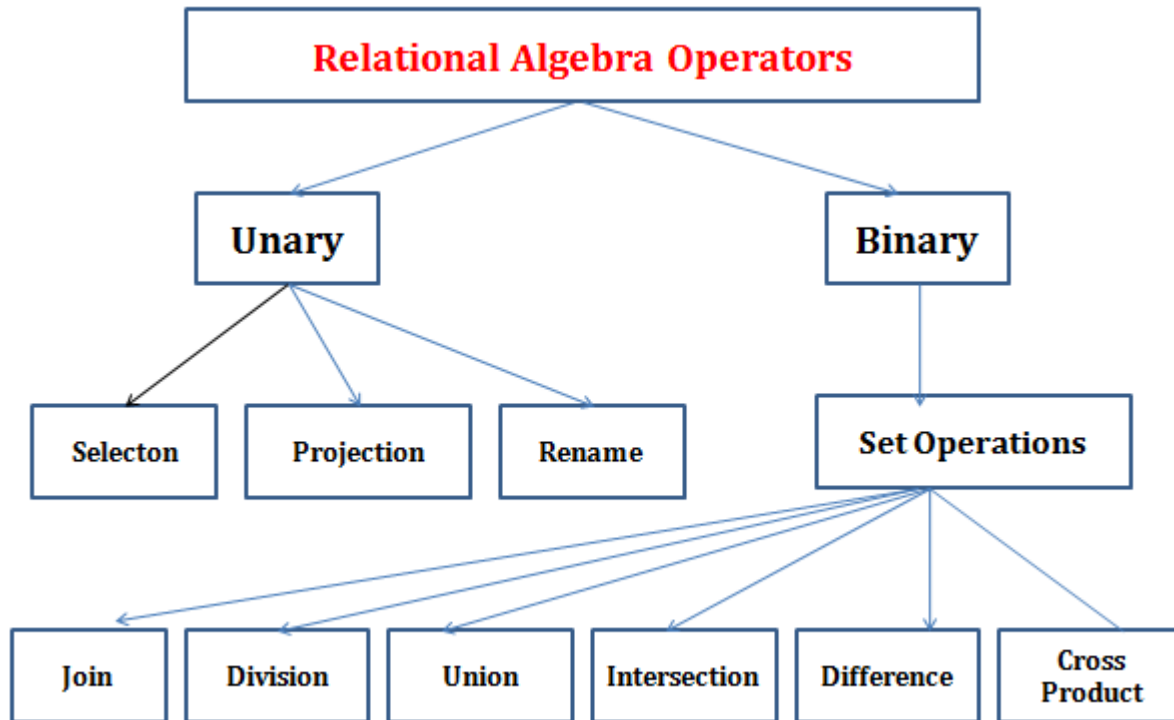 Relational Algebra Operators
Unary
Binary
Selecton
Projection
Rename
Set Operations
Join
Division
Union
Intersection
Difference
Cross
Product